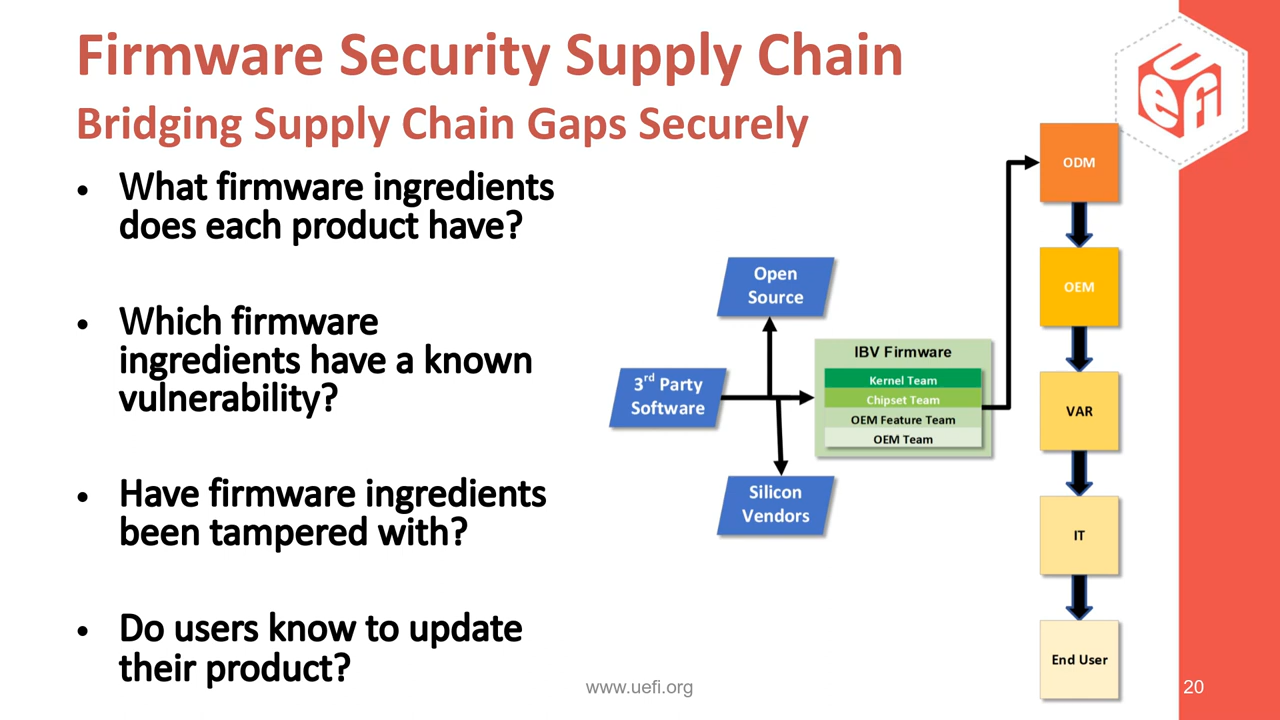 Firmware Security Supply Chain
Bridging Supply Chain Gaps Securely
• What firmware ingredients
does each product have?
• Which firmware
ingredients have a known
vulnerability?
• Have firmware ingredients
been tampered with?
• Do users know to update
their product?
Open
Source
3rd Party
Software
Silicon
Vendors
IBV Firmware
Kernel Team
Chipset Team
OEM Feature Team
OEM Team
ODM
OEM
VAR
IT
End User
uefi
www.uefi.org
20